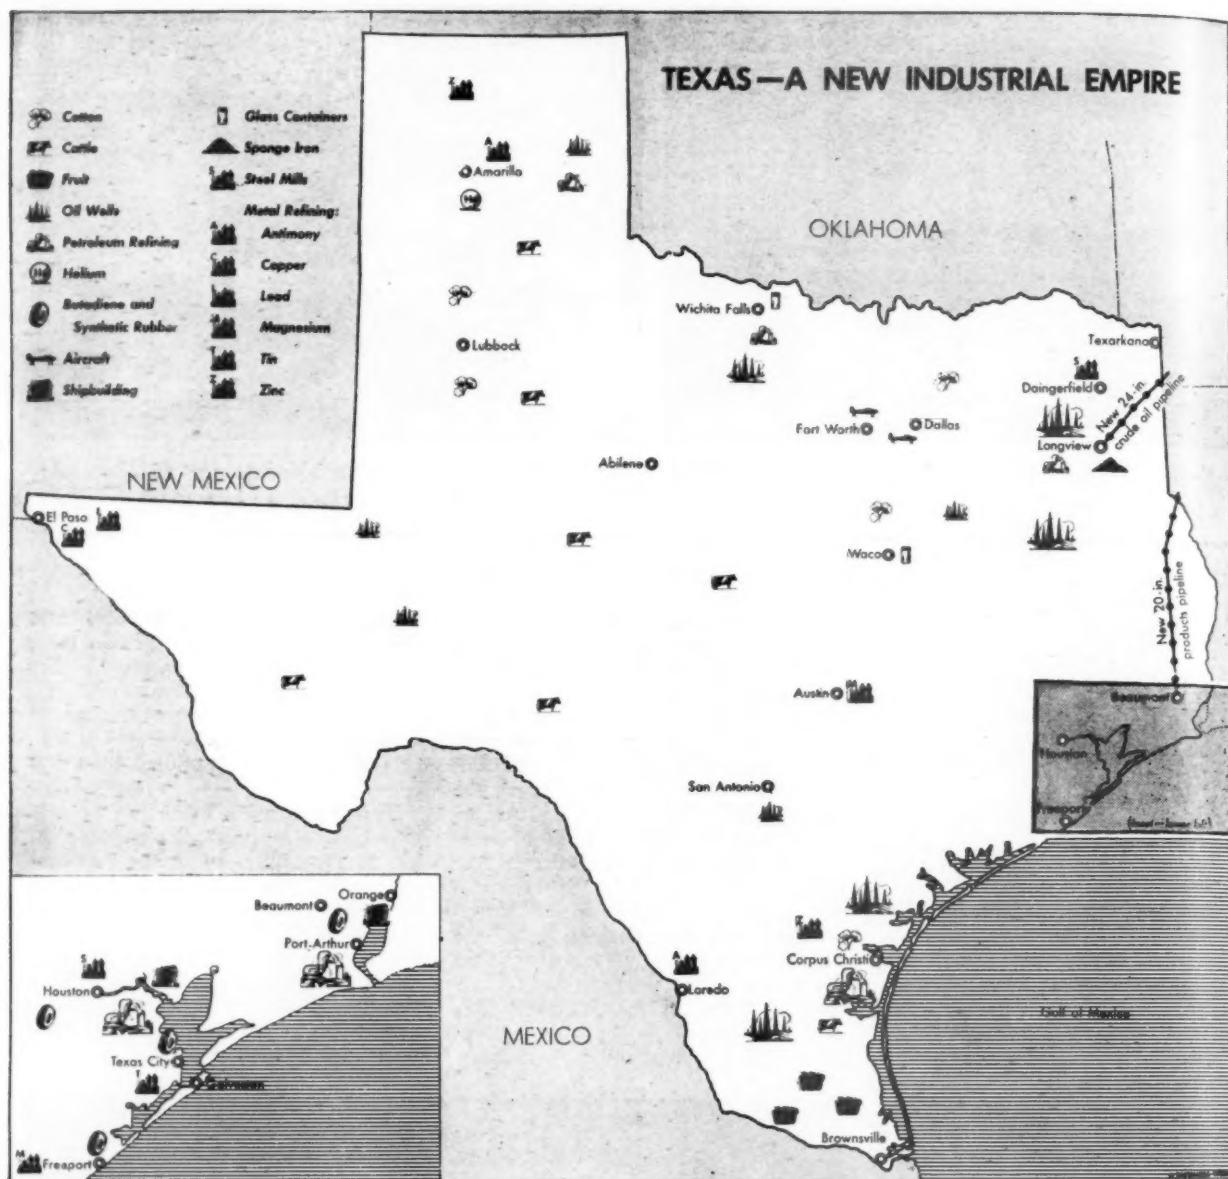 TEXAS—A NEW INDUSTRIAL EMPIRE
Cotton
Cattle
Fruit
Oil Wells
Petroleum Refining
He
Helium
Butadiene and
Synthetic Rubber
Aircraft
Shipbuilding
Glass Containers
Sponge Iron
S
Steel Mills
Metal Refining:
A
Antimony
C
Copper
L
Lead
M
Magnesium
T
Tin
Z
Zinc
Z
A
Amarillo
He
OKLAHOMA
Wichita Falls
Lubbock
Texarkana
S
Daingerfield
New 24-in.
crude oil pipeline
Fort Worth
Dallas
Longview
Abilene
NEW MEXICO
El Paso
C
L
Waco
New 20-in.
product pipeline
Austin
M
Beaumont
Houston
Freeport
San Antonio
Z
Corpus Christi
A
Laredo
MEXICO
Gulf of Mexico
Brownsville
Beaumont
Orange
Port-Arthur
S
Houston
Texas City
T
Galveston
M
Freeport